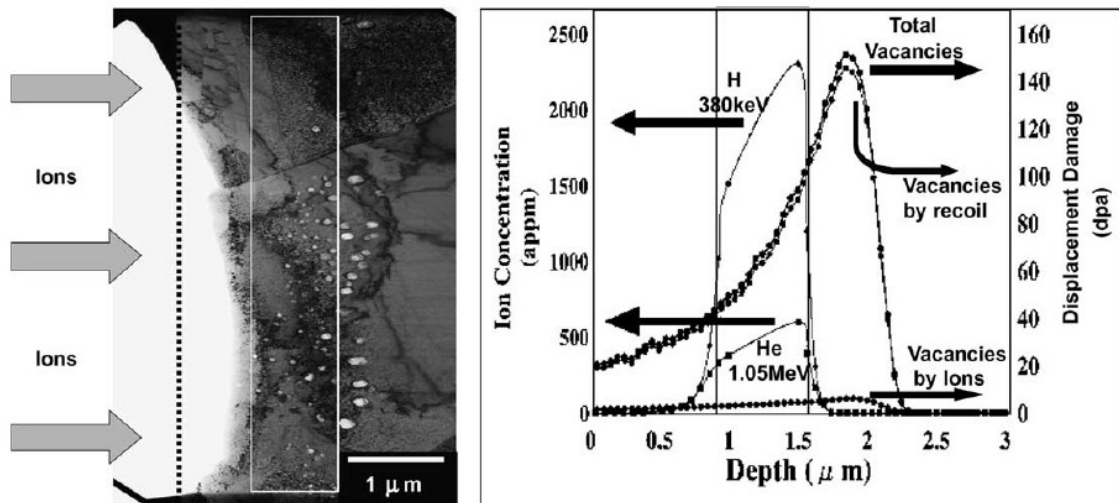 Ions
Ions
1 μm
2500
2000
1500
1000
500
0
Ion Concentration
(appm)
H
380keV
He
1.05MeV
Total
Vacancies
Vacancies
by recoil
Vacancies
by Ions
160
140
120
100
80
60
40
20
0
Displacement Damage
(dpa)
0 0.5 1 1.5 2 2.5 3
Depth (μm)